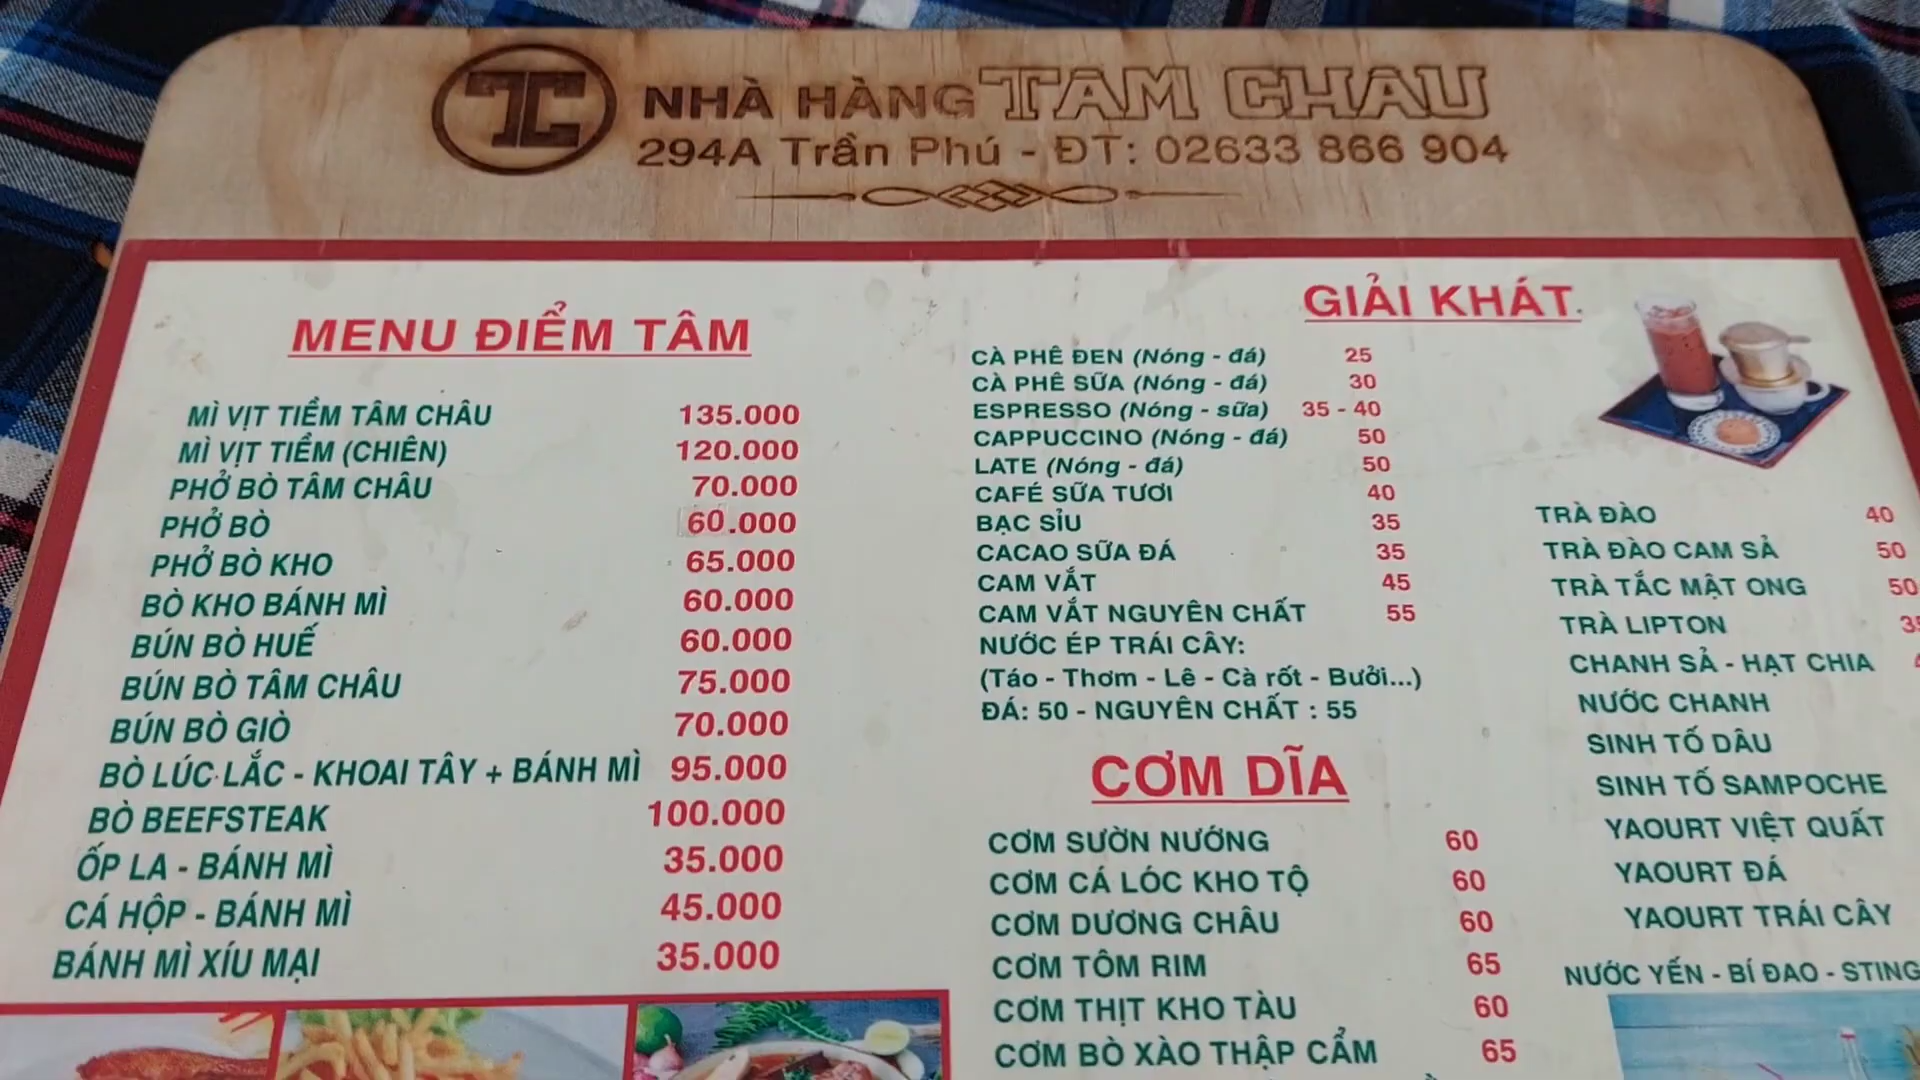 TC
NHÀ HÀNG TÂM CHÂU
294A Trần Phú - ĐT: 02633 866 904
MENU ĐIỂM TÂM
MÌ VỊT TIỀM TÂM CHÂU 135.000
MÌ VỊT TIỀM (CHIÊN) 120.000
PHỞ BÒ TÂM CHÂU 70.000
PHỞ BÒ 60.000
PHỞ BÒ KHO 65.000
BÒ KHO BÁNH MÌ 60.000
BÚN BÒ HUẾ 60.000
BÚN BÒ TÂM CHÂU 75.000
BÚN BÒ GIÒ 70.000
BÒ LÚC LẮC - KHOAI TÂY + BÁNH MÌ 95.000
BÒ BEEFSTEAK 100.000
ỐP LA - BÁNH MÌ 35.000
CÁ HỘP - BÁNH MÌ 45.000
BÁNH MÌ XÍU MẠI 35.000
GIẢI KHÁT
CÀ PHÊ ĐEN (Nóng - đá) 25
CÀ PHÊ SỮA (Nóng - đá) 30
ESPRESSO (Nóng - sữa) 35 - 40
CAPPUCCINO (Nóng - đá) 50
LATE (Nóng - đá) 50
CAFÉ SỮA TƯƠI 40
BẠC SỈU 35
CACAO SỮA ĐÁ 35
CAM VẮT 45
CAM VẮT NGUYÊN CHẤT 55
NƯỚC ÉP TRÁI CÂY:
(Táo - Thơm - Lê - Cà rốt - Bưởi...)
ĐÁ: 50 - NGUYÊN CHẤT : 55
CƠM DĨA
CƠM SƯỜN NƯỚNG 60
CƠM CÁ LÓC KHO TỘ 60
CƠM DƯƠNG CHÂU 60
CƠM TÔM RIM 65
CƠM THỊT KHO TÀU 60
CƠM BÒ XÀO THẬP CẨM 65
TRÀ ĐÀO 40
TRÀ ĐÀO CAM SẢ 50
TRÀ TẮC MẬT ONG 50
TRÀ LIPTON
CHANH SẢ - HẠT CHIA
NƯỚC CHANH
SINH TỐ DÂU
SINH TỐ SAMPOCHE
YAOURT VIỆT QUẤT
YAOURT ĐÁ
YAOURT TRÁI CÂY
NƯỚC YẾN - BÍ ĐAO - STING